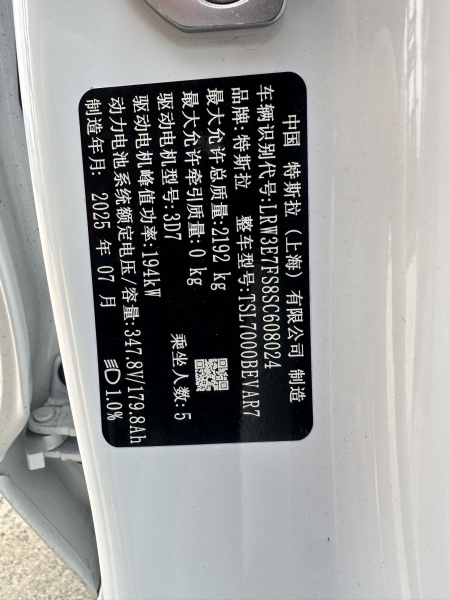 中国 特斯拉（上海）有限公司 制造
车辆识别代号:LRW3E7FS8SC608024
品牌:特斯拉 整车型号:TSL7000BEVAR7
最大允许总质量:2192 kg
最大允许牵引质量:0 kg
驱动电机型号:3D7 乘坐人数:5
驱动电机峰值功率:194kW
动力电池系统额定电压/容量:347.8V/179.8Ah
制造年月: 2025 年 07 月 1.0%